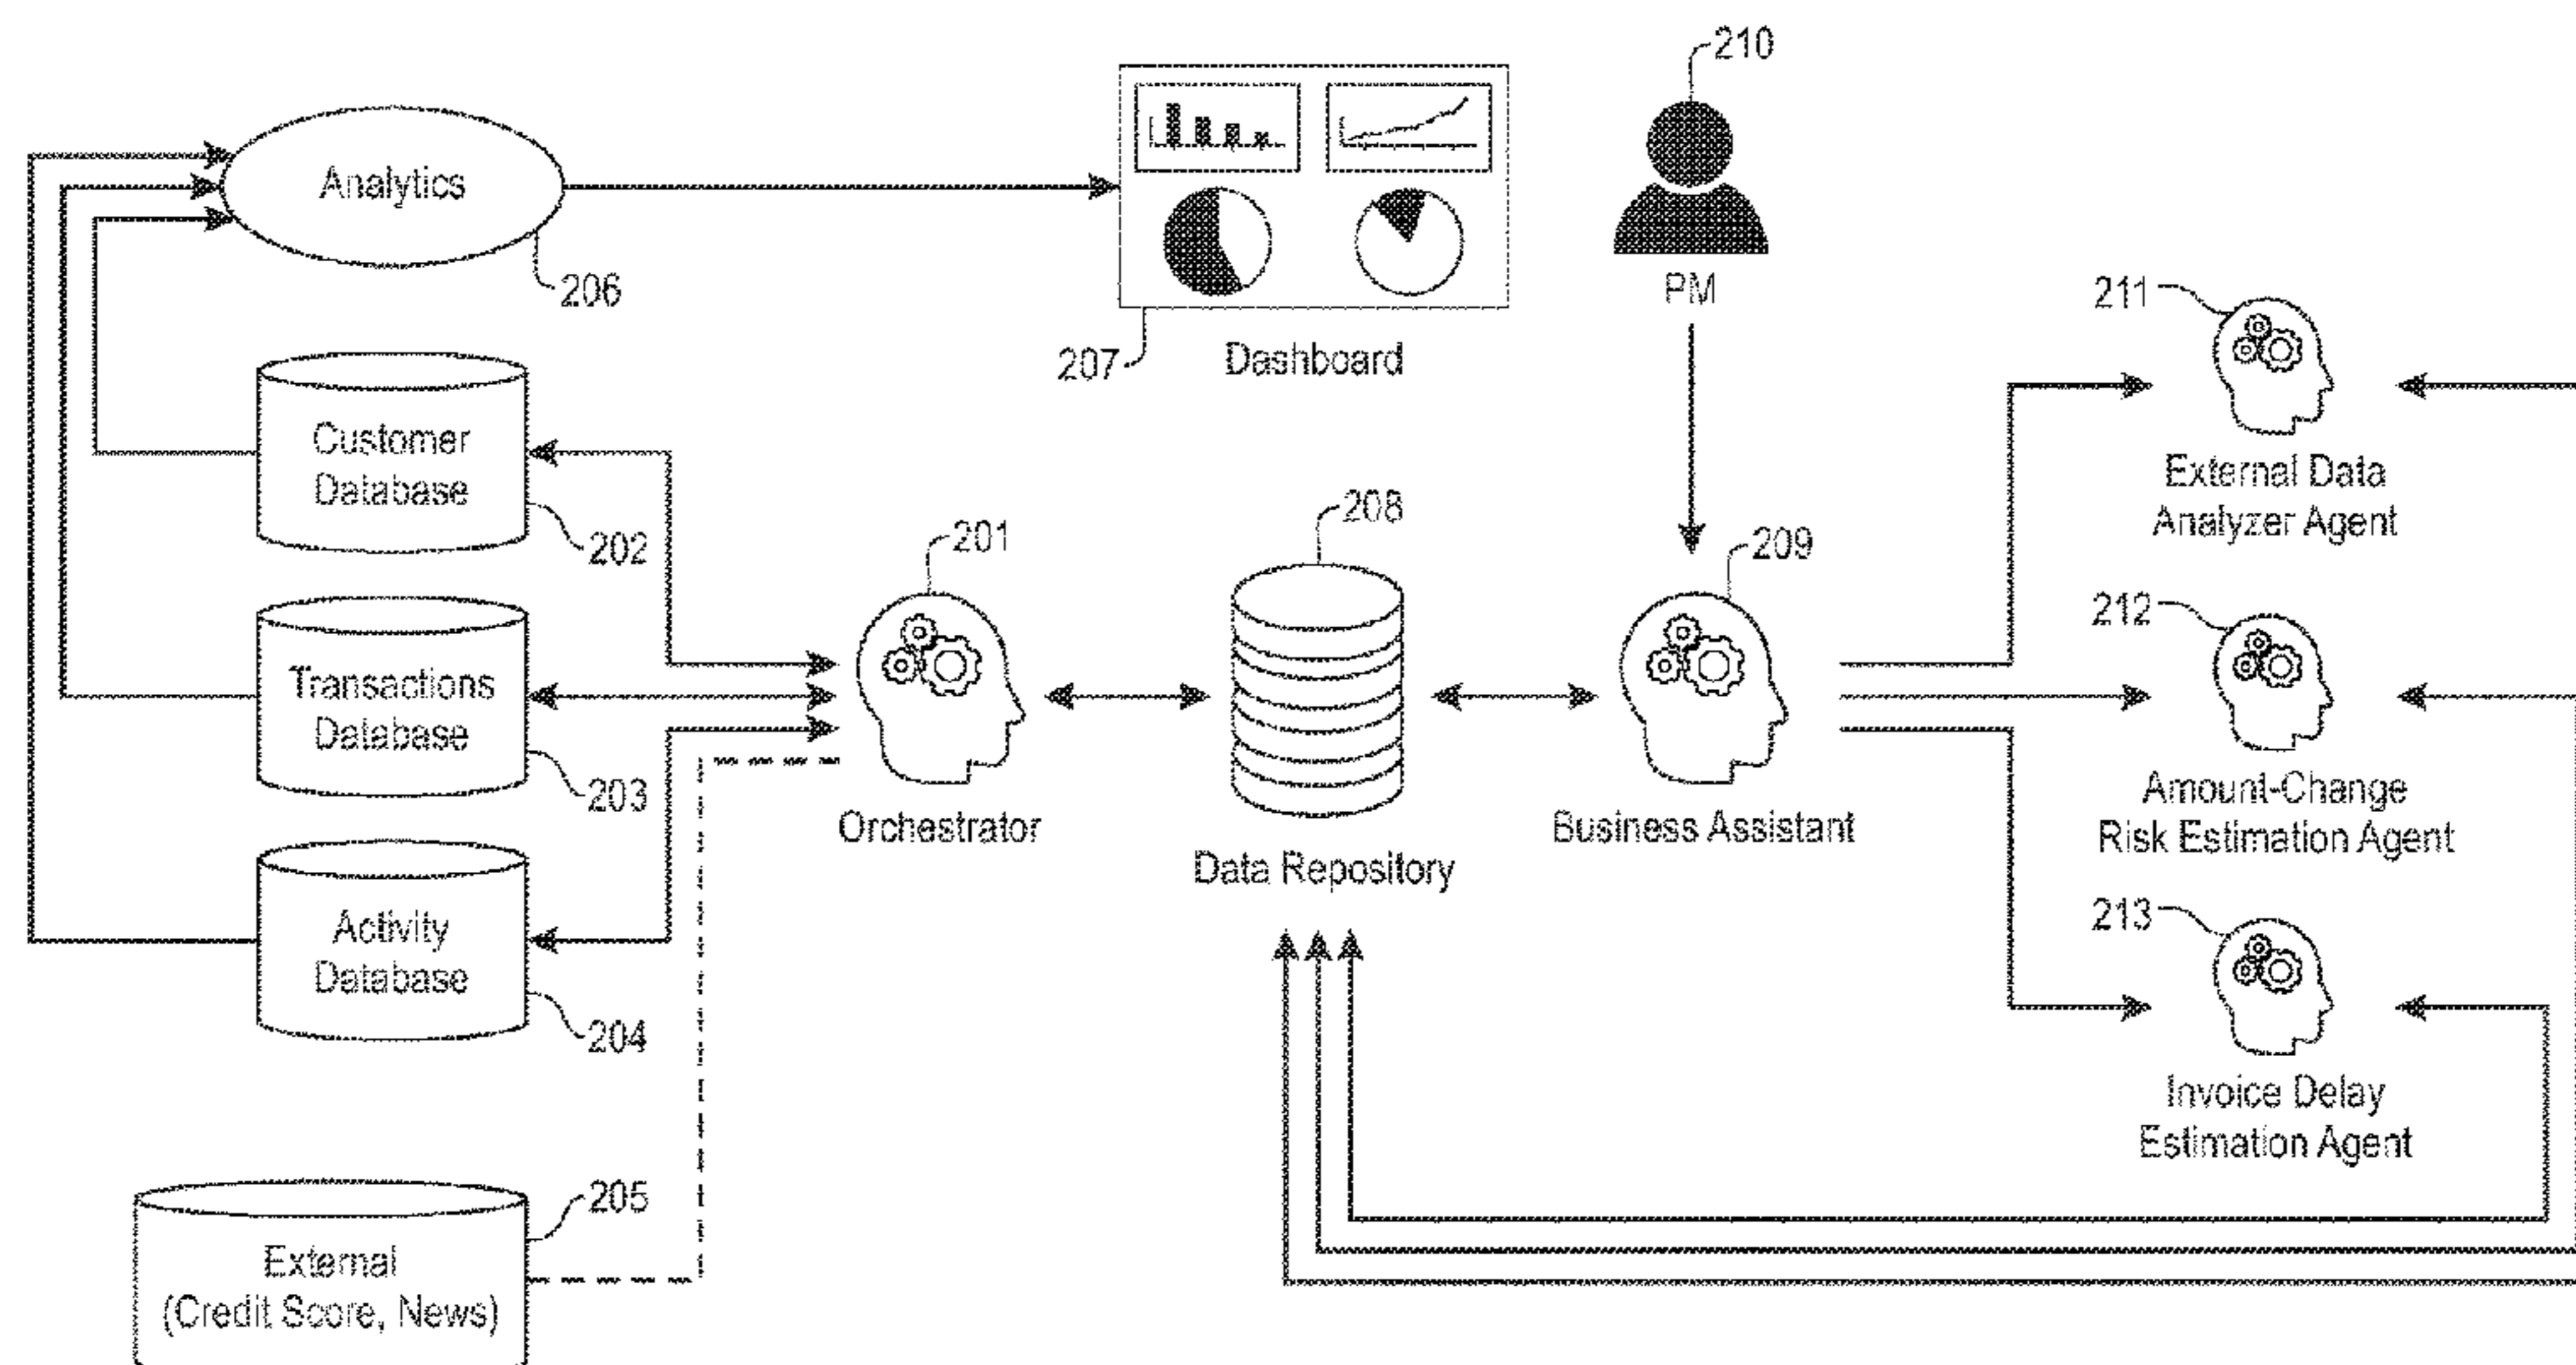 210
Analytics
206
PM
207
Dashboard
211
External Data
Analyzer Agent
Customer
Database
202
201
208
209
212
Transactions
Database
203
Orchestrator
Data Repository
Business Assistant
Amount-Change
Risk Estimation Agent
Activity
Database
204
213
Invoice Delay
Estimation Agent
205
External
(Credit Score, News)